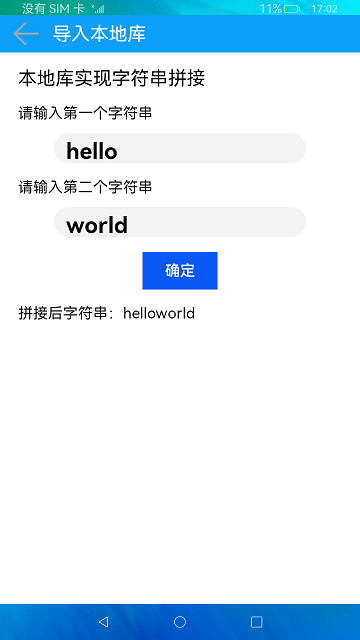 没有 SIM 卡 11% 17:02
导入本地库
本地库实现字符串拼接
请输入第一个字符串
hello
请输入第二个字符串
world
确定
拼接后字符串：helloworld